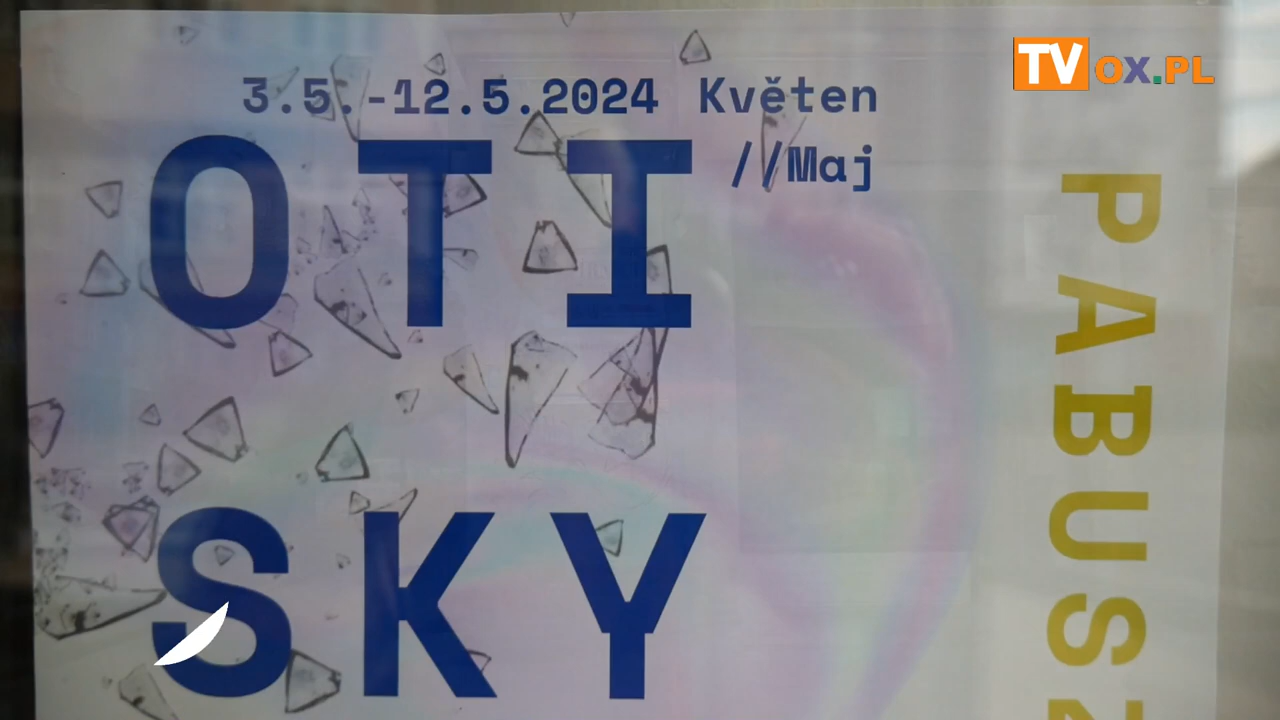 TVOX.PL
3.5.-12.5.2024 Květen
//Maj
OTI
SKY
PABUSZ